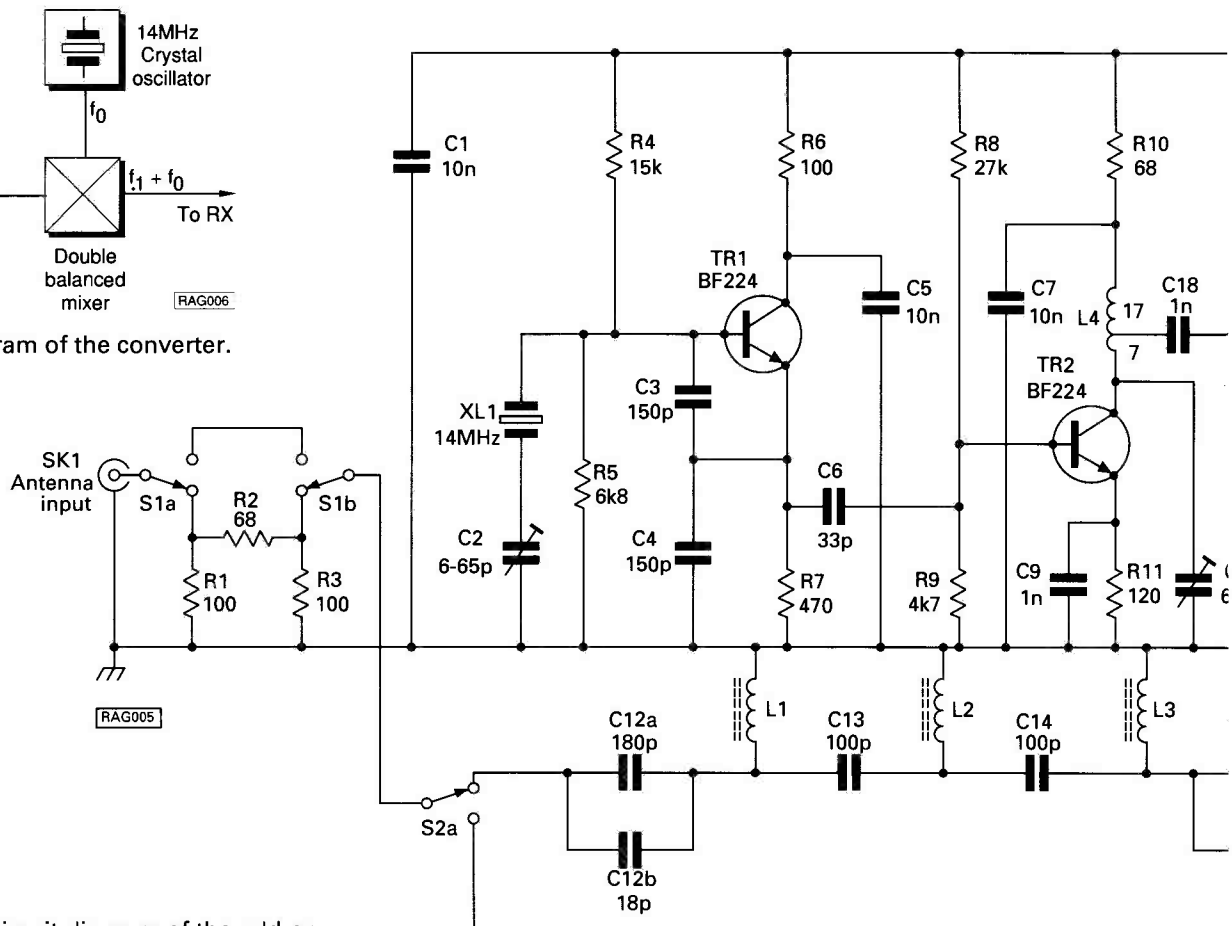 14MHz
Crystal
oscillator
f0
f1 + f0
To RX
Double
balanced
mixer
RAG006
ram of the converter.
C1
10n
R4
15k
R6
100
R8
27k
R10
68
TR1
BF224
C5
10n
C7
10n
L4
17
7
C18
1n
TR2
BF224
XL1
14MHz
C3
150p
SK1
Antenna
input
S1a
R2
68
S1b
R5
6k8
C6
33p
C2
6-65p
C4
150p
R1
100
R3
100
R7
470
R9
4k7
C9
1n
R11
120
6
RAG005
L1
L2
L3
C12a
180p
C13
100p
C14
100p
S2a
C12b
18p